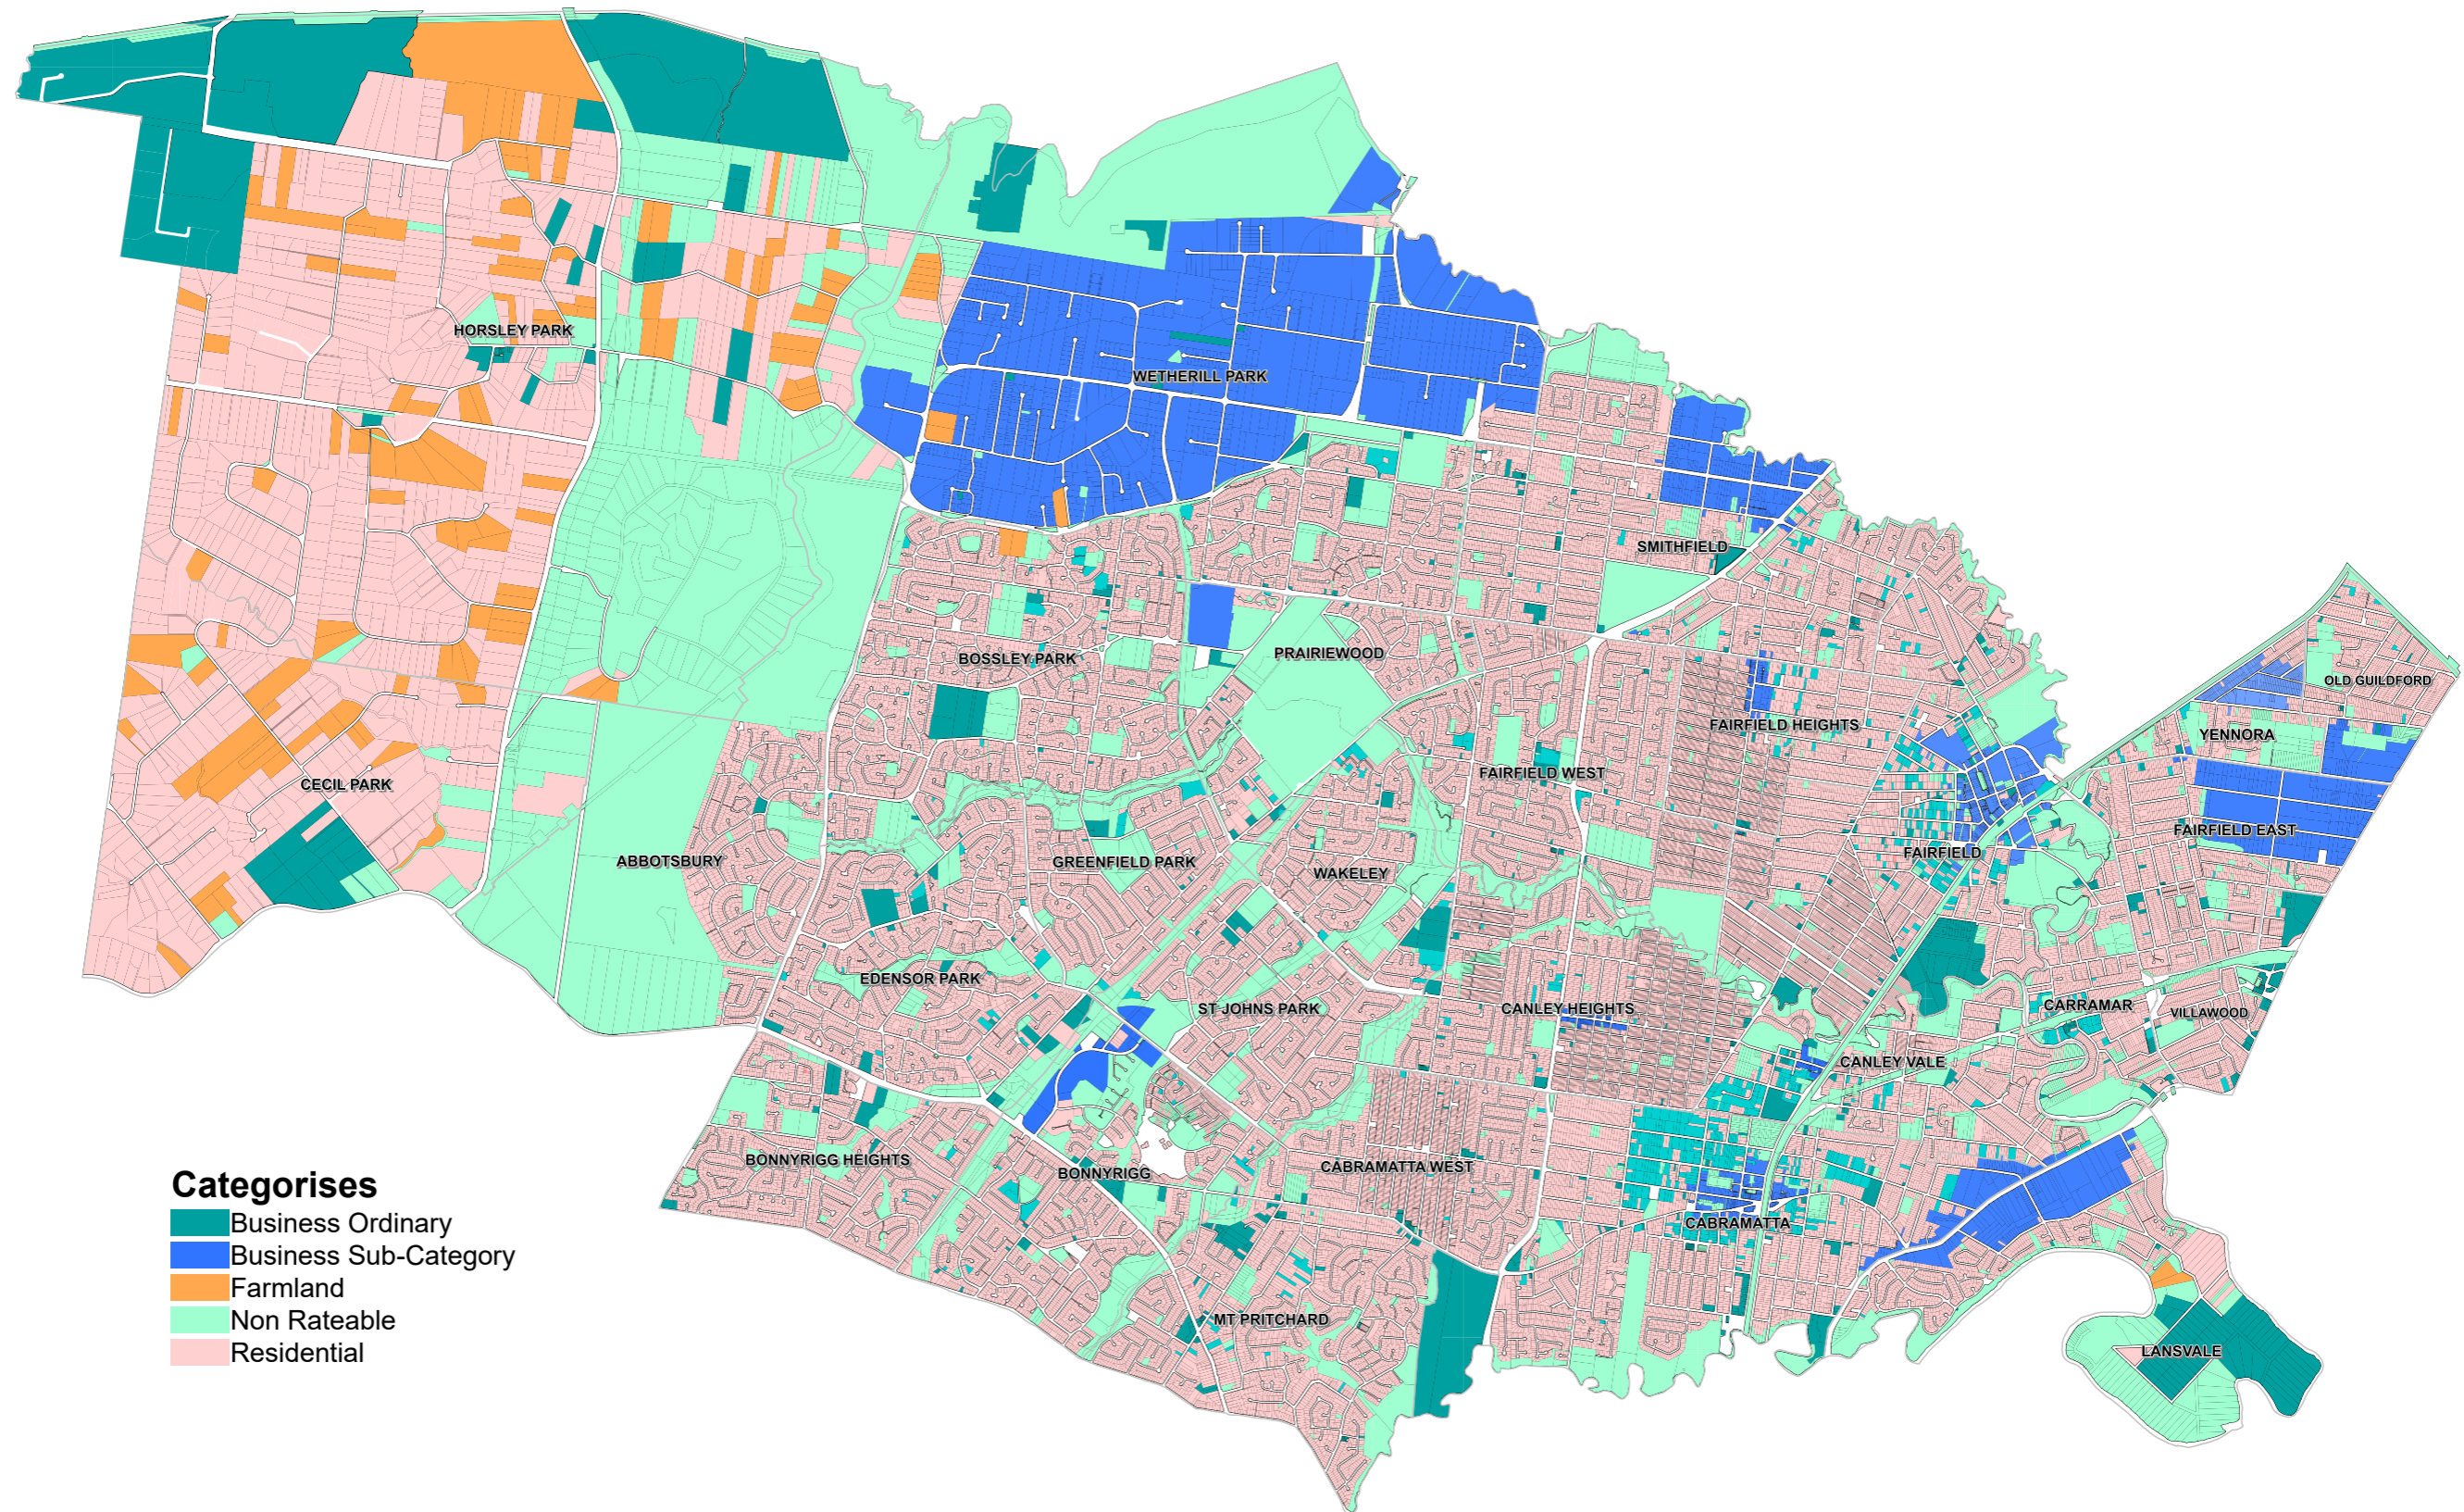 HORSLEY PARK
WETHERILL PARK
SMITHFIELD
BOSSLEY PARK
PRAIRIEWOOD
OLD GUILDFORD
FAIRFIELD HEIGHTS
YENNORA
FAIRFIELD WEST
CECIL PARK
FAIRFIELD EAST
FAIRFIELD
ABBOTSBURY
GREENFIELD PARK
WAKELEY
EDENSOR PARK
ST JOHNS PARK
CANLEY HEIGHTS
CARRAMAR
VILLAWOOD
CANLEY VALE
BONNYRIGG HEIGHTS
BONNYRIGG
CABRAMATTA WEST
CABRAMATTA
MT PRITCHARD
LANSVALE
Categorises
Business Ordinary
Business Sub-Category
Farmland
Non Rateable
Residential